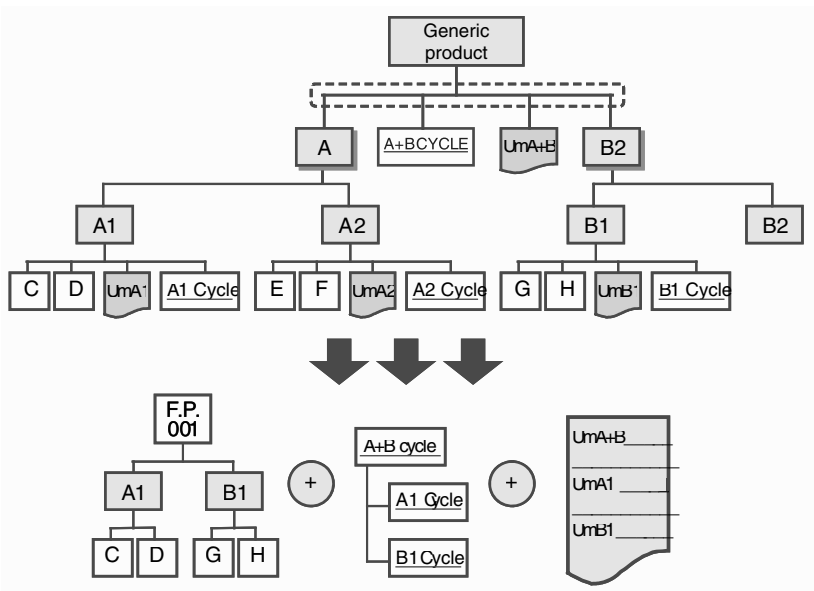 Generic
product
A
A+BCYCLE
UmA+B
B2
A1
A2
B1
B2
C
D
UmA1
A1 Cycle
E
F
UmA2
A2 Cycle
G
H
UmB1
B1 Cycle
F.P.
001
A1
B1
C
D
G
H
+
A+B cycle
A1 Cycle
B1 Cycle
+
UmA+B
UmA1
UmB1